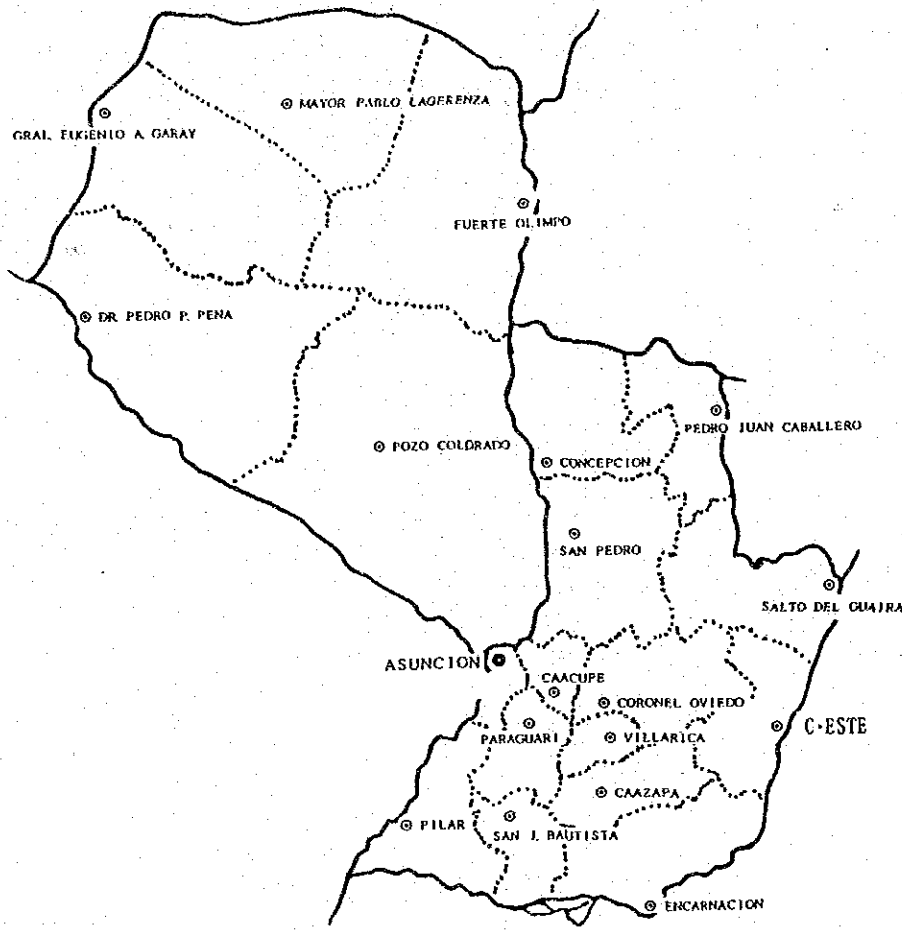 MAYOR PABLO LAGERENZA
GRAL. EUGENIO A GARAY
FUERTE OLIMPO
DR PEDRO P. PENA
PEDRO JUAN CABALLERO
POZO COLDRADO
CONCEPCION
SAN PEDRO
SALTO DEL GUAIRA
ASUNCION
CAACUPE
CORONEL OVIEDO
PARAGUARI
VILLARICA
C·ESTE
CAAZAPA
PILAR
SAN J. BAUTISTA
ENCARNACION